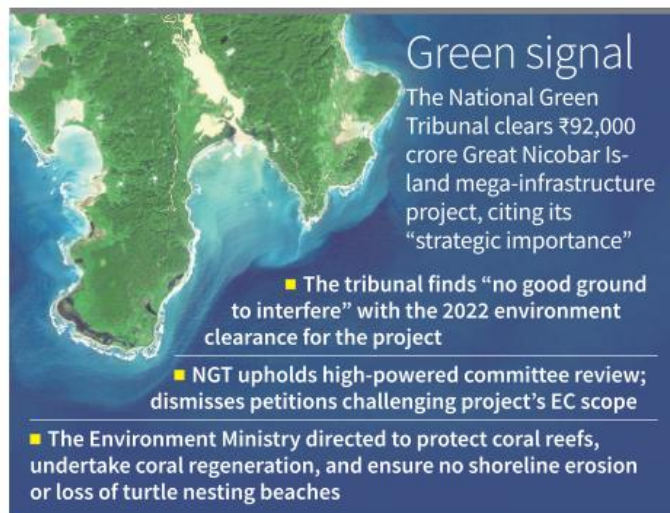 Green signal
The National Green
Tribunal clears ₹92,000
crore Great Nicobar Is-
land mega-infrastructure
project, citing its
“strategic importance”
■ The tribunal finds “no good ground
to interfere” with the 2022 environment
clearance for the project
■ NGT upholds high-powered committee review;
dismisses petitions challenging project’s EC scope
■ The Environment Ministry directed to protect coral reefs,
undertake coral regeneration, and ensure no shoreline erosion
or loss of turtle nesting beaches